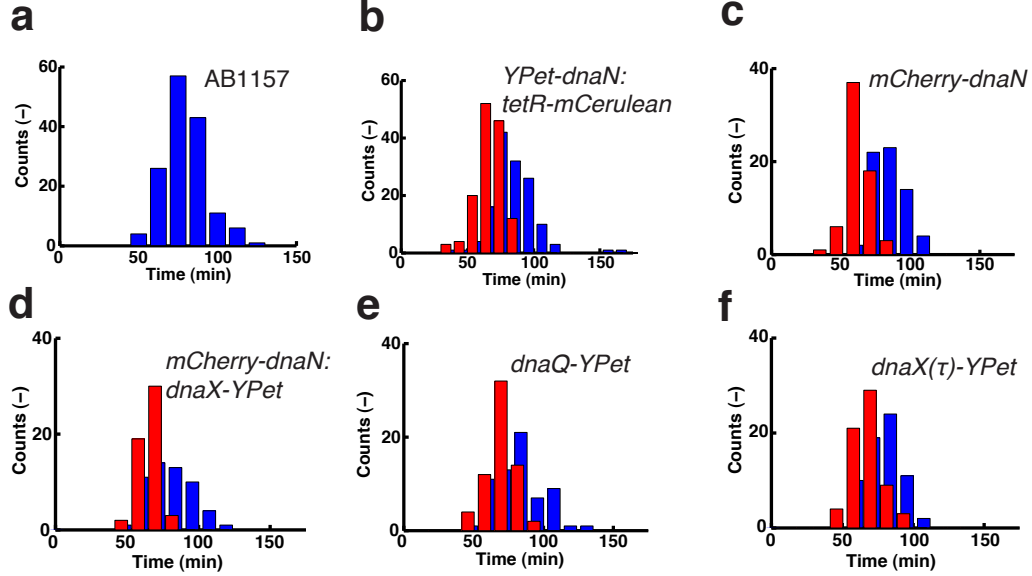 a
AB1157
60
40
20
0
Counts (–)
0
50
100
150
Time (min)
b
YPet-dnaN:
tetR-mCerulean
60
40
20
0
Counts (–)
0
50
100
150
Time (min)
c
mCherry-dnaN
40
20
0
Counts (–)
0
50
100
150
Time (min)
d
mCherry-dnaN:
dnaX-YPet
40
20
0
Counts (–)
0
50
100
150
Time (min)
e
dnaQ-YPet
40
20
0
Counts (–)
0
50
100
150
Time (min)
f
dnaX(τ)-YPet
40
20
0
Counts (–)
0
50
100
150
Time (min)